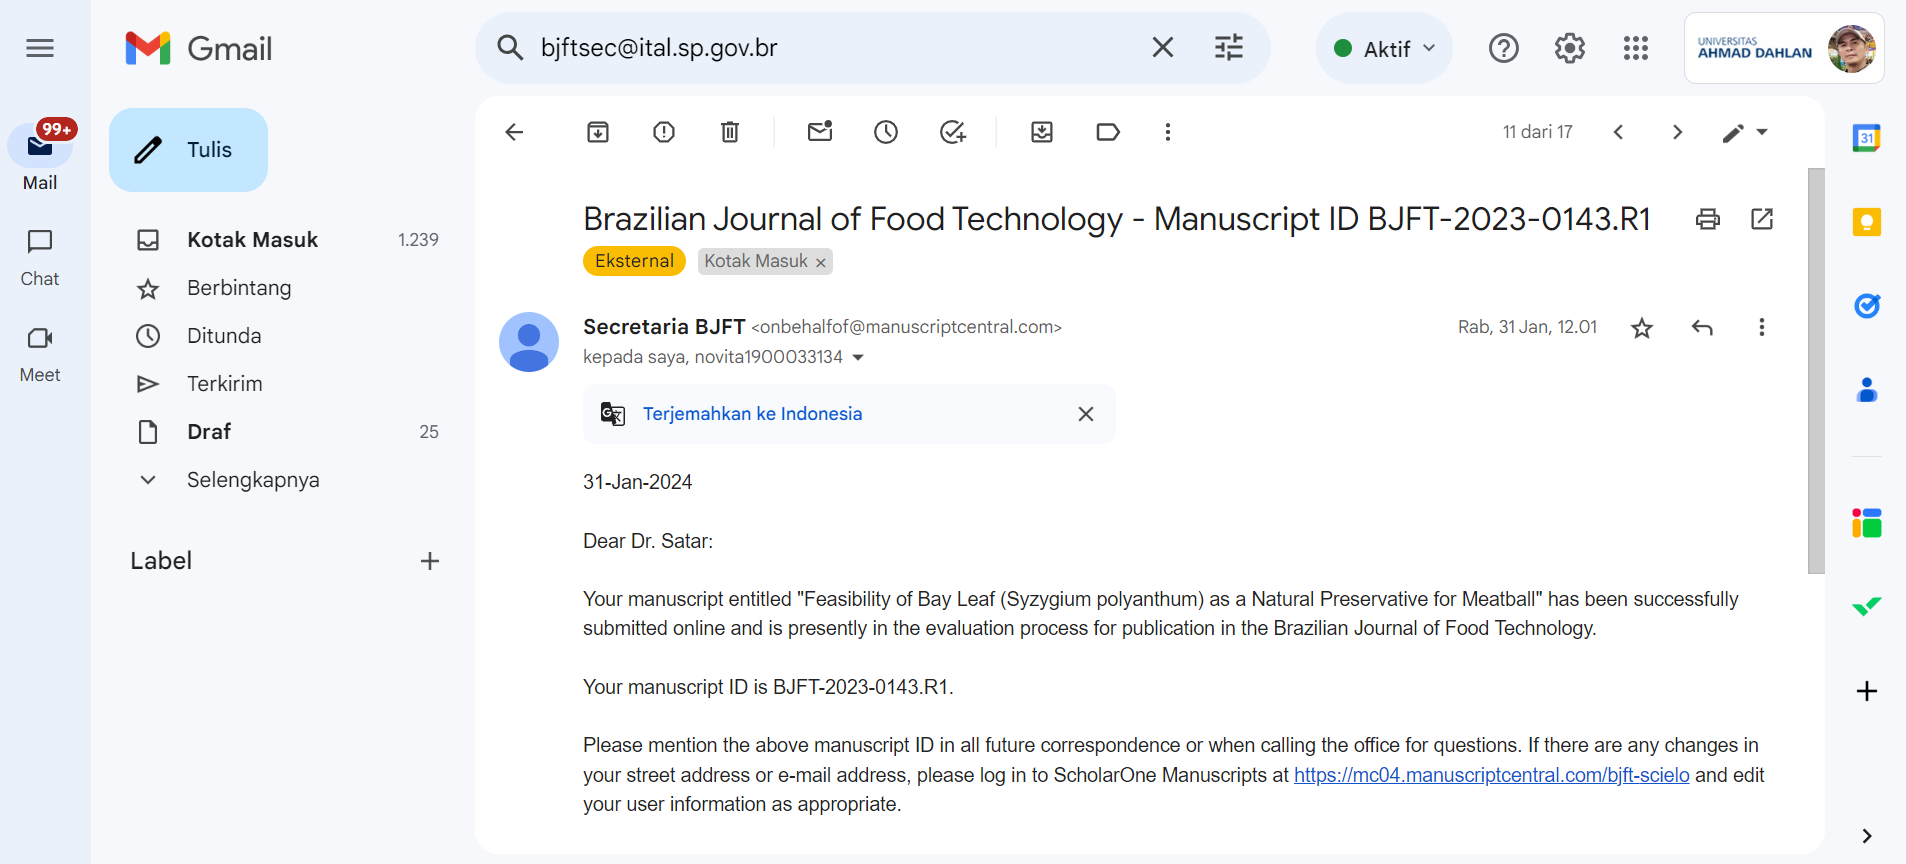 Gmail
bjftsec@ital.sp.gov.br
Aktif
UNIVERSITAS
AHMAD DAHLAN
99+
Mail
Chat
Meet
Tulis
Kotak Masuk 1.239
Berbintang
Ditunda
Terkirim
Draf 25
Selengkapnya
Label
11 dari 17
Brazilian Journal of Food Technology - Manuscript ID BJFT-2023-0143.R1
Eksternal
Kotak Masuk
Secretaria BJFT <onbehalfof@manuscriptcentral.com>
Rab, 31 Jan, 12.01
kepada saya, novita1900033134
Terjemahkan ke Indonesia
31-Jan-2024
Dear Dr. Satar:
Your manuscript entitled "Feasibility of Bay Leaf (Syzygium polyanthum) as a Natural Preservative for Meatball" has been successfully
submitted online and is presently in the evaluation process for publication in the Brazilian Journal of Food Technology.
Your manuscript ID is BJFT-2023-0143.R1.
Please mention the above manuscript ID in all future correspondence or when calling the office for questions. If there are any changes in
your street address or e-mail address, please log in to ScholarOne Manuscripts at https://mc04.manuscriptcentral.com/bjft-scielo and edit
your user information as appropriate.
31